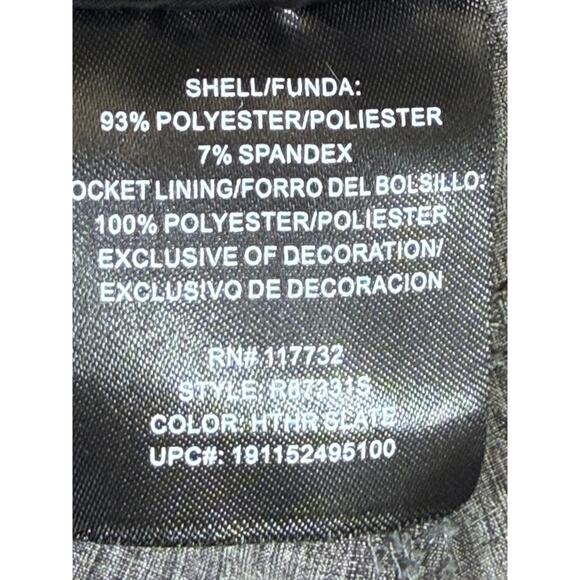 SHELL/FUNDA:
93% POLYESTER/POLIESTER
7% SPANDEX
OCKET LINING/FORRO DEL BOLSILLO:
100% POLYESTER/POLIESTER
EXCLUSIVE OF DECORATION/
EXCLUSIVO DE DECORACION
RN# 117732
STYLE: R87331S
COLOR: HTHR SLATE
UPC#: 191152495100